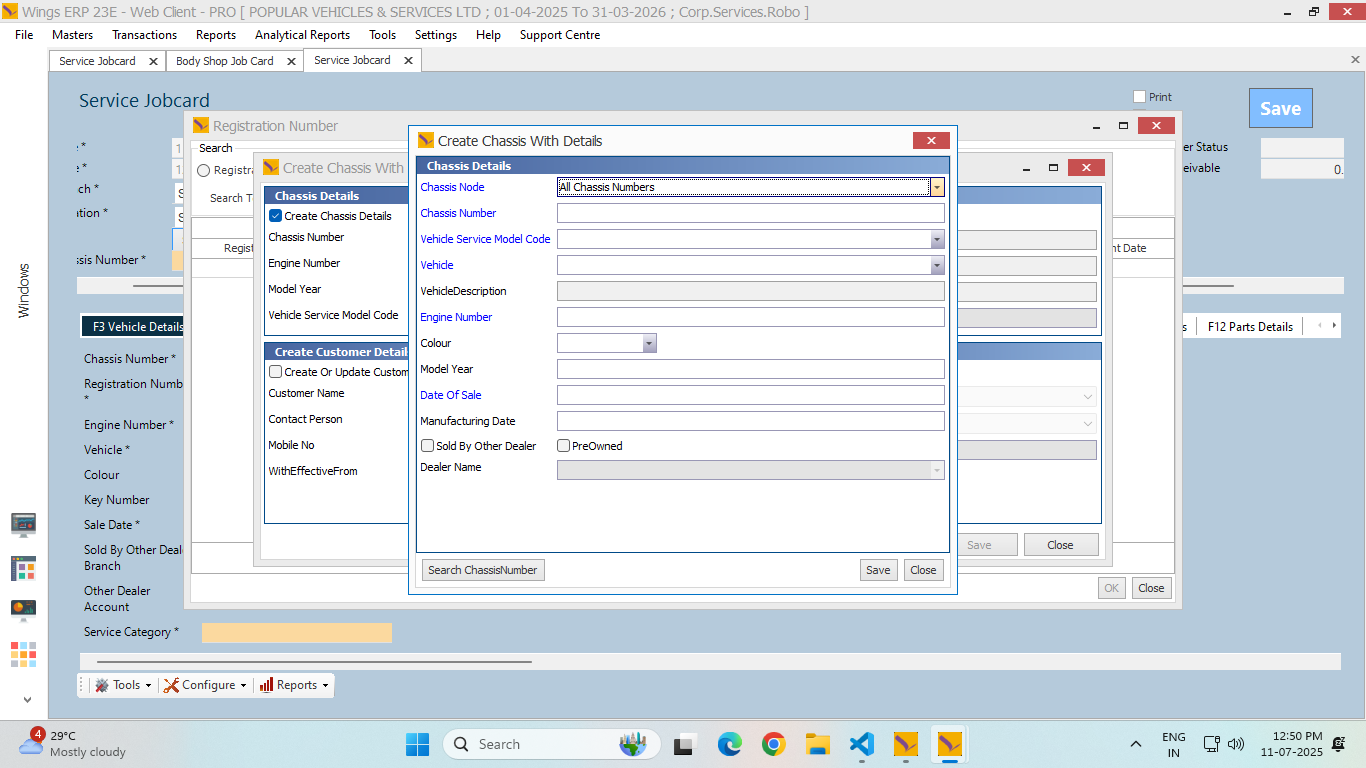 Wings ERP 23E - Web Client - PRO [ POPULAR VEHICLES & SERVICES LTD ; 01-04-2025 To 31-03-2026 ; Corp.Services.Robo ]
File Masters Transactions Reports Analytical Reports Tools Settings Help Support Centre
Service Jobcard Body Shop Job Card Service Jobcard
Service Jobcard
Print
Save
Registration Number
Search
Registra
Search T
Regist
nt Date
er Status
eivable
0.
ch *
ation *
ssis Number *
Windows
Create Chassis With
Chassis Details
Create Chassis Details
Chassis Number
Engine Number
Model Year
Vehicle Service Model Code
Create Customer Detail
Create Or Update Custom
Customer Name
Contact Person
Mobile No
WithEffectiveFrom
Save Close
OK Close
Create Chassis With Details
Chassis Details
Chassis Node All Chassis Numbers
Chassis Number
Vehicle Service Model Code
Vehicle
VehicleDescription
Engine Number
Colour
Model Year
Date Of Sale
Manufacturing Date
Sold By Other Dealer PreOwned
Dealer Name
Search ChassisNumber Save Close
F3 Vehicle Details
s F12 Parts Details
Chassis Number *
Registration Numb
*
Engine Number *
Vehicle *
Colour
Key Number
Sale Date *
Sold By Other Deal
Branch
Other Dealer
Account
Service Category *
Tools Configure Reports
4
29°C
Mostly cloudy
Search
ENG
IN
12:50 PM
11-07-2025